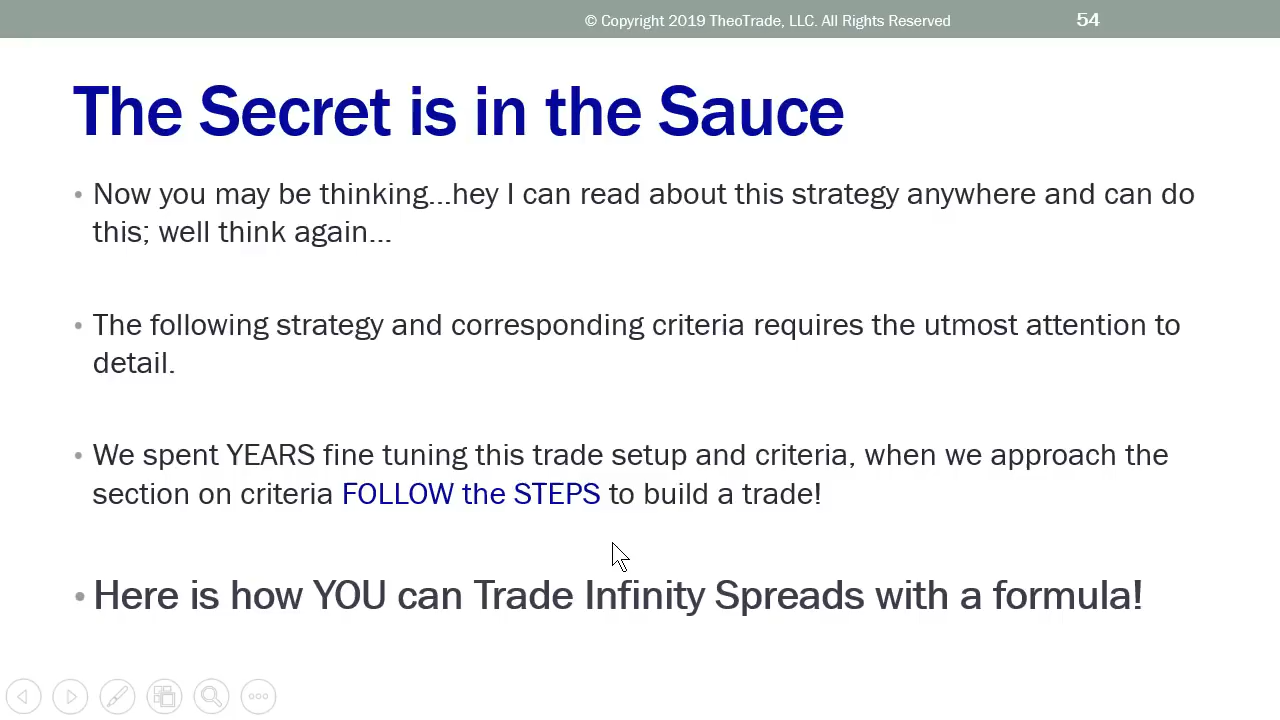 © Copyright 2019 TheoTrade, LLC. All Rights Reserved
54
The Secret is in the Sauce
• Now you may be thinking...hey I can read about this strategy anywhere and can do
this; well think again...
• The following strategy and corresponding criteria requires the utmost attention to
detail.
• We spent YEARS fine tuning this trade setup and criteria, when we approach the
section on criteria FOLLOW the STEPS to build a trade!
• Here is how YOU can Trade Infinity Spreads with a formula!